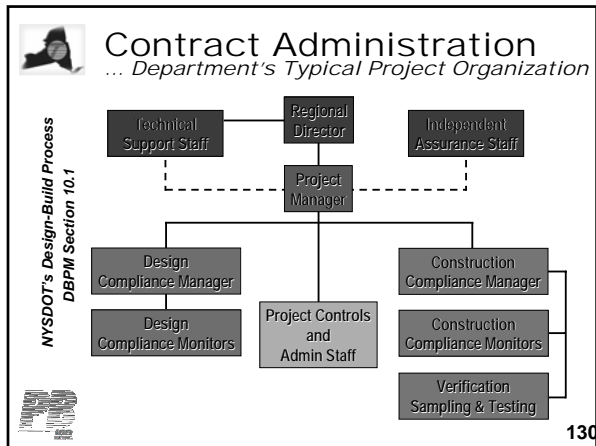 Contract Administration
... Department's Typical Project Organization
NYSDOT's Design-Build Process
DBPM Section 10.1
Technical
Support Staff
Regional
Director
Independent
Assurance Staff
Project
Manager
Design
Compliance Manager
Construction
Compliance Manager
Design
Compliance Monitors
Project Controls
and
Admin Staff
Construction
Compliance Monitors
Verification
Sampling & Testing
130